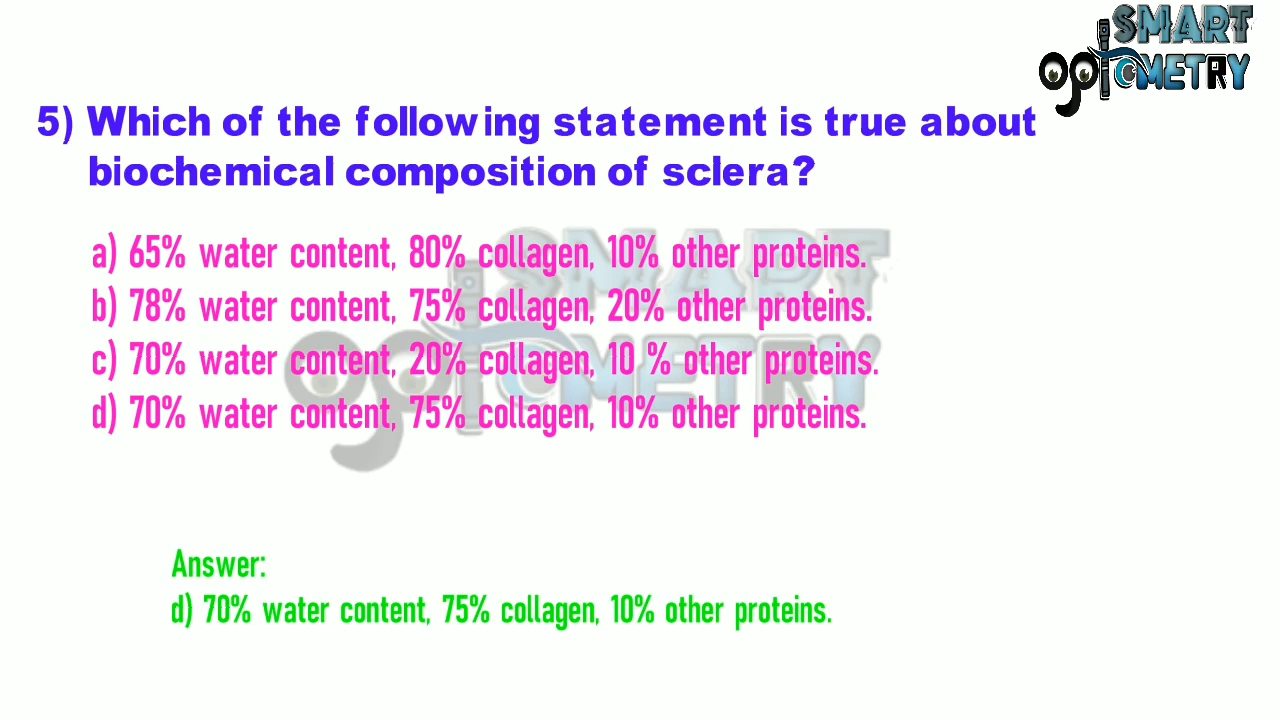 SMART
OPTOMETRY
5) Which of the following statement is true about
biochemical composition of sclera?
a) 65% water content, 80% collagen, 10% other proteins.
b) 78% water content, 75% collagen, 20% other proteins.
c) 70% water content, 20% collagen, 10 % other proteins.
d) 70% water content, 75% collagen, 10% other proteins.
SMART
OPTOMETRY
Answer:
d) 70% water content, 75% collagen, 10% other proteins.